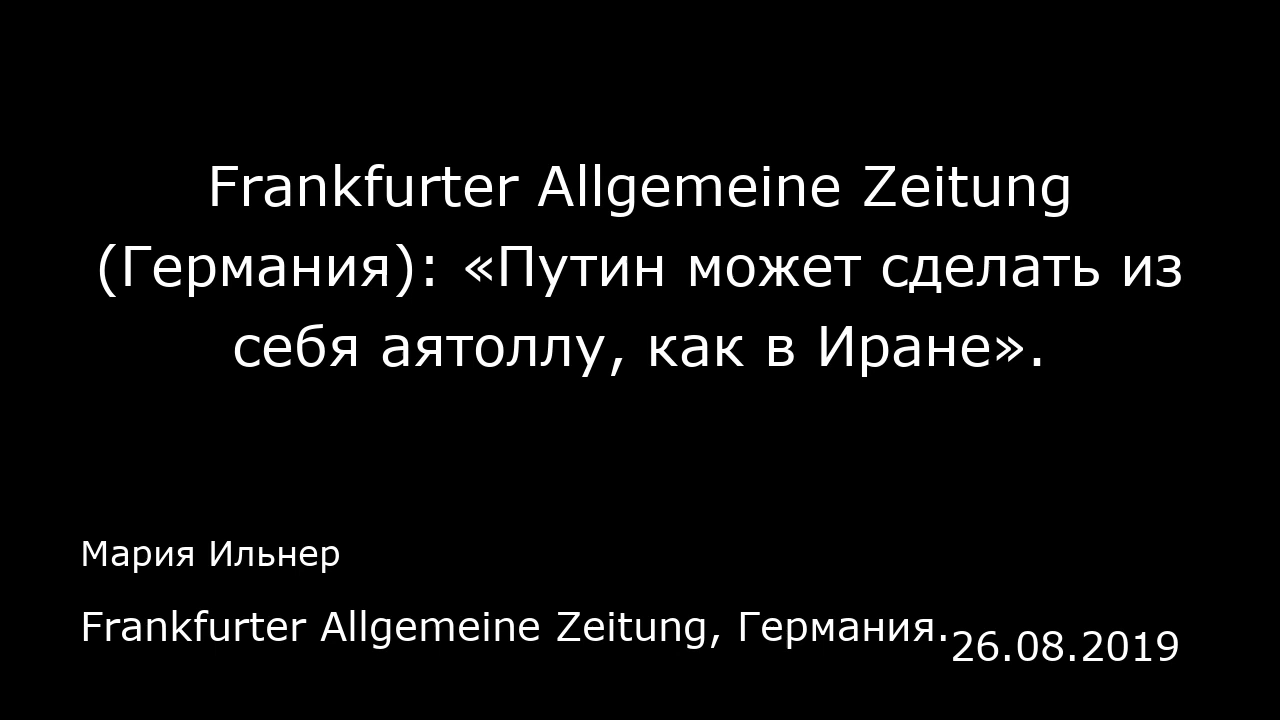 Frankfurter Allgemeine Zeitung
(Германия): «Путин может сделать из
себя аятоллу, как в Иране».
Мария Ильнер
Frankfurter Allgemeine Zeitung, Германия.
26.08.2019